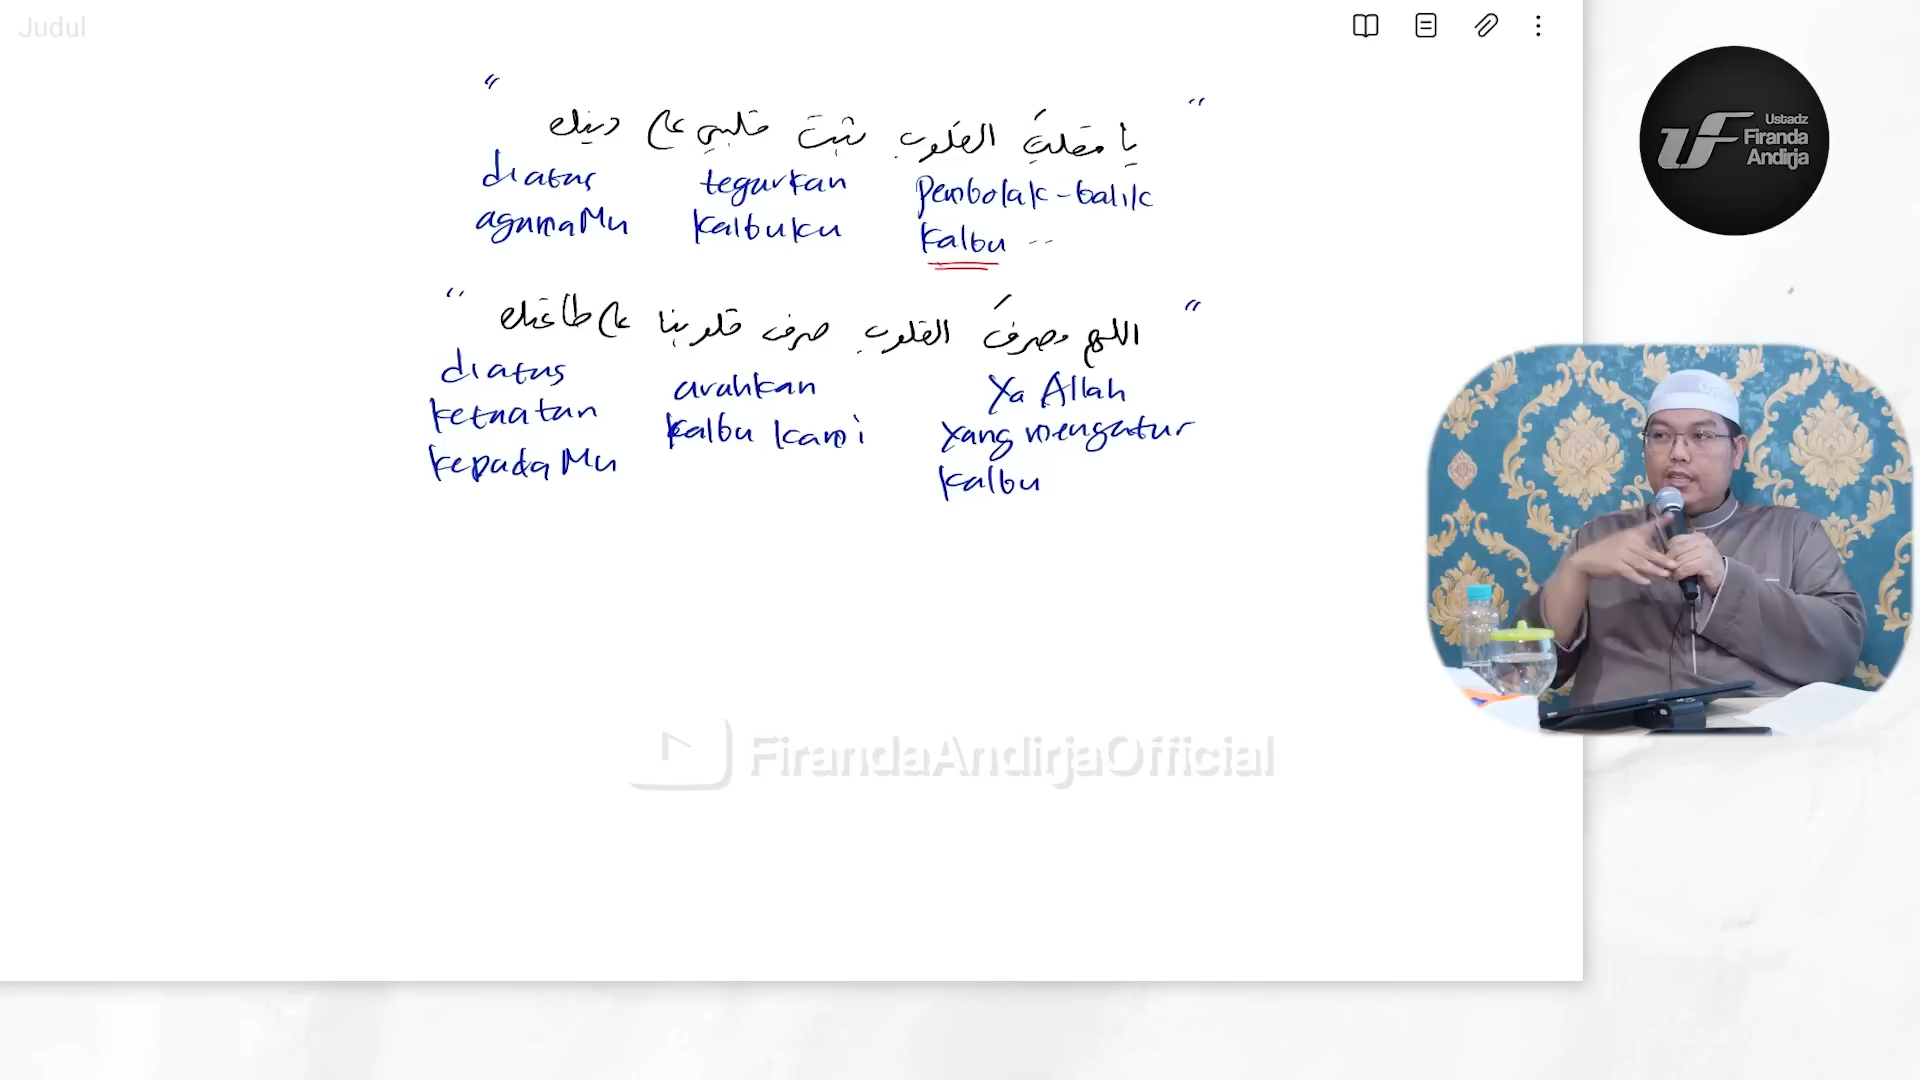 Judul
"
"
يا مقلبَ القلوب ثبت قلبي على دينك
diatas tegurkan Pembolak-balik
agamaMu kalbuku kalbu --
"
"
اللهم مصرفَ القلوب صرف قلوبنا على طاعتك
diatas arahkan Ya Allah
ketaatan kalbu kami yang mengatur
kepadaMu kalbu
Ustadz
Firanda
Andirja
FirandaAndirjaOfficial